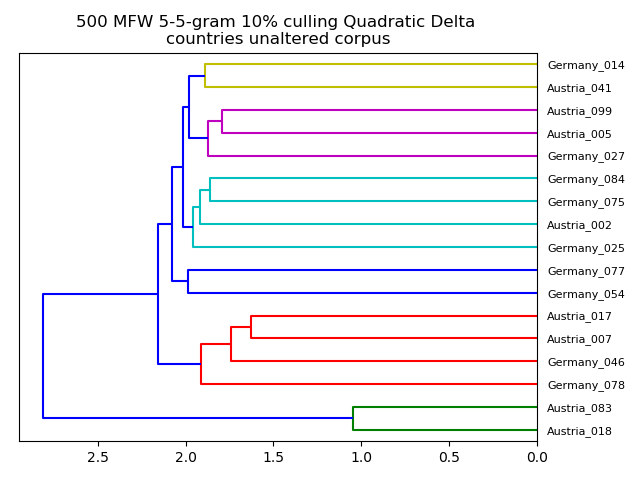 500 MFW 5-5-gram 10% culling Quadratic Delta
countries unaltered corpus
Germany_014
Austria_041
Austria_099
Austria_005
Germany_027
Germany_084
Germany_075
Austria_002
Germany_025
Germany_077
Germany_054
Austria_017
Austria_007
Germany_046
Germany_078
Austria_083
Austria_018
2.5 2.0 1.5 1.0 0.5 0.0